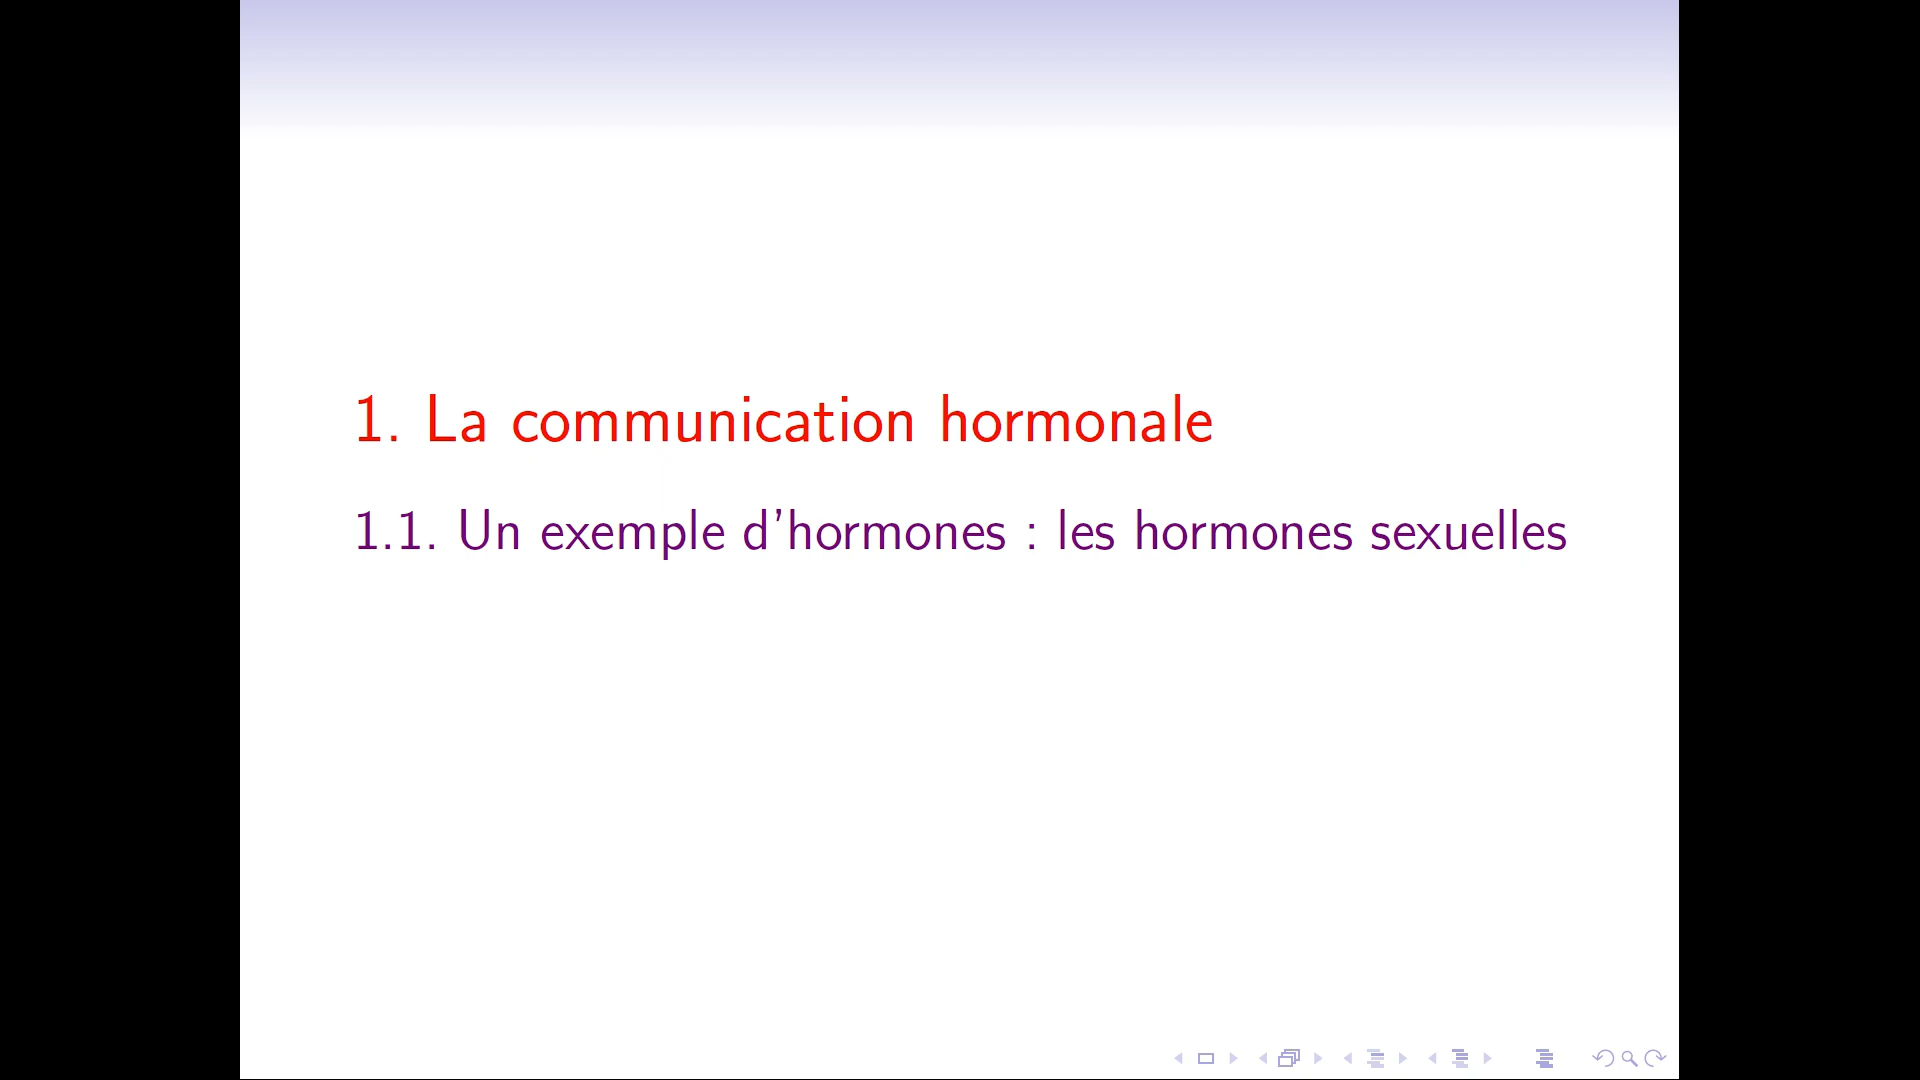 1. La communication hormonale
1.1. Un exemple d'hormones : les hormones sexuelles